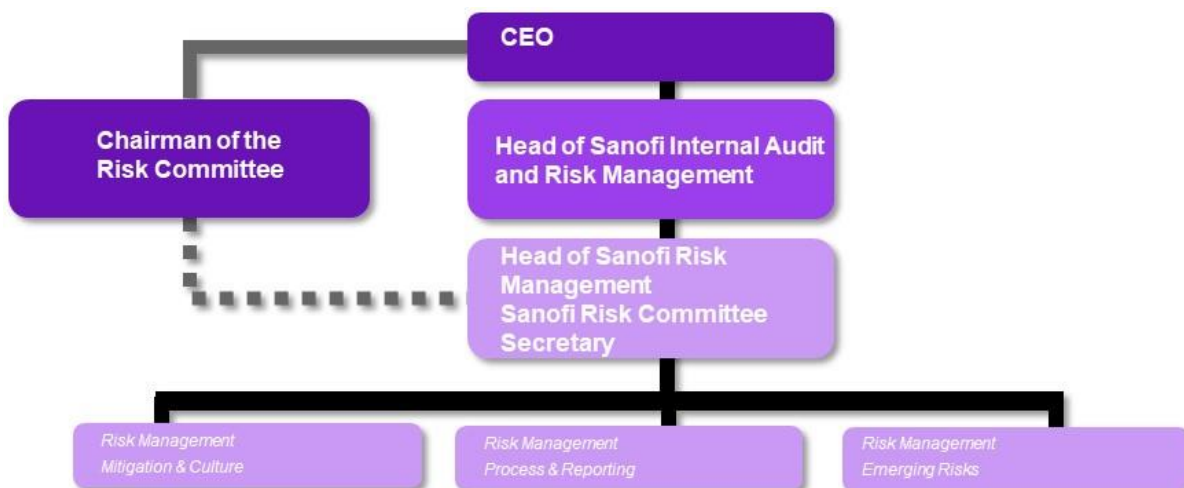 CEO
Chairman of the
Risk Committee
Head of Sanofi Internal Audit
and Risk Management
Head of Sanofi Risk
Management
Sanofi Risk Committee
Secretary
Risk Management
Mitigation & Culture
Risk Management
Process & Reporting
Risk Management
Emerging Risks